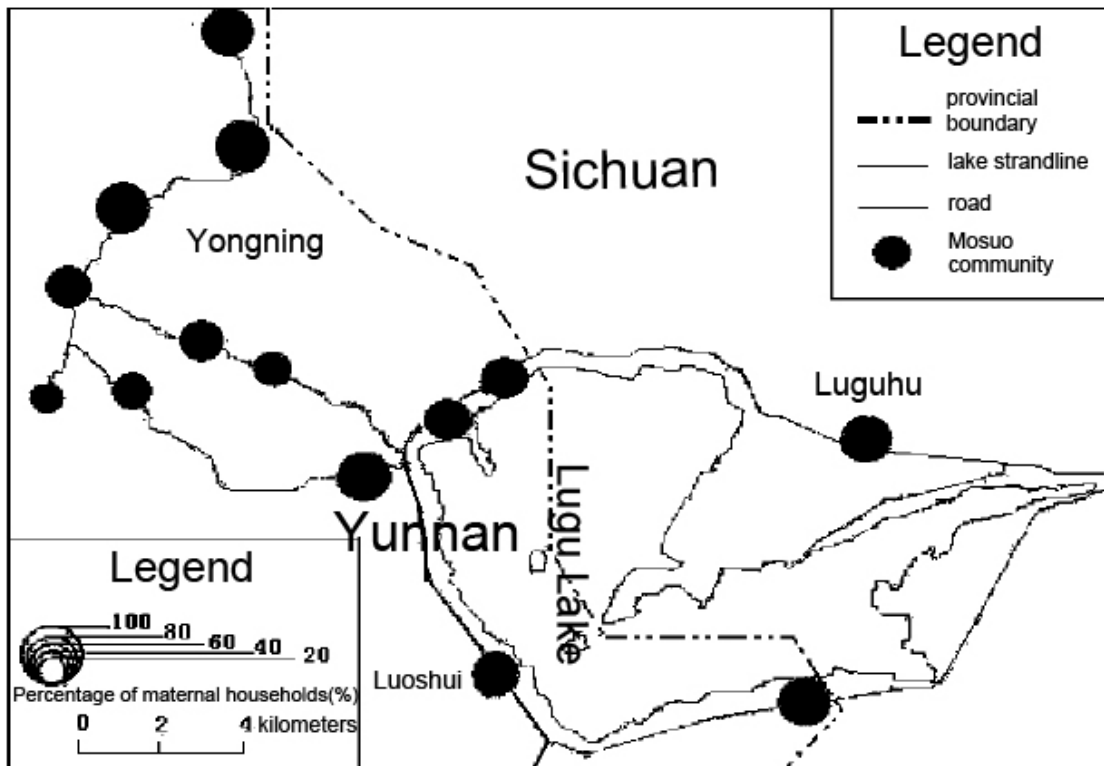 Legend
provincial
boundary
lake strandline
road
Mosuo
community
Sichuan
Yongning
Luguhu
Lugu Lake
Yunnan
Luoshui
Legend
100
80
60
40
20
Percentage of maternal households(%)
0 2 4 kilometers